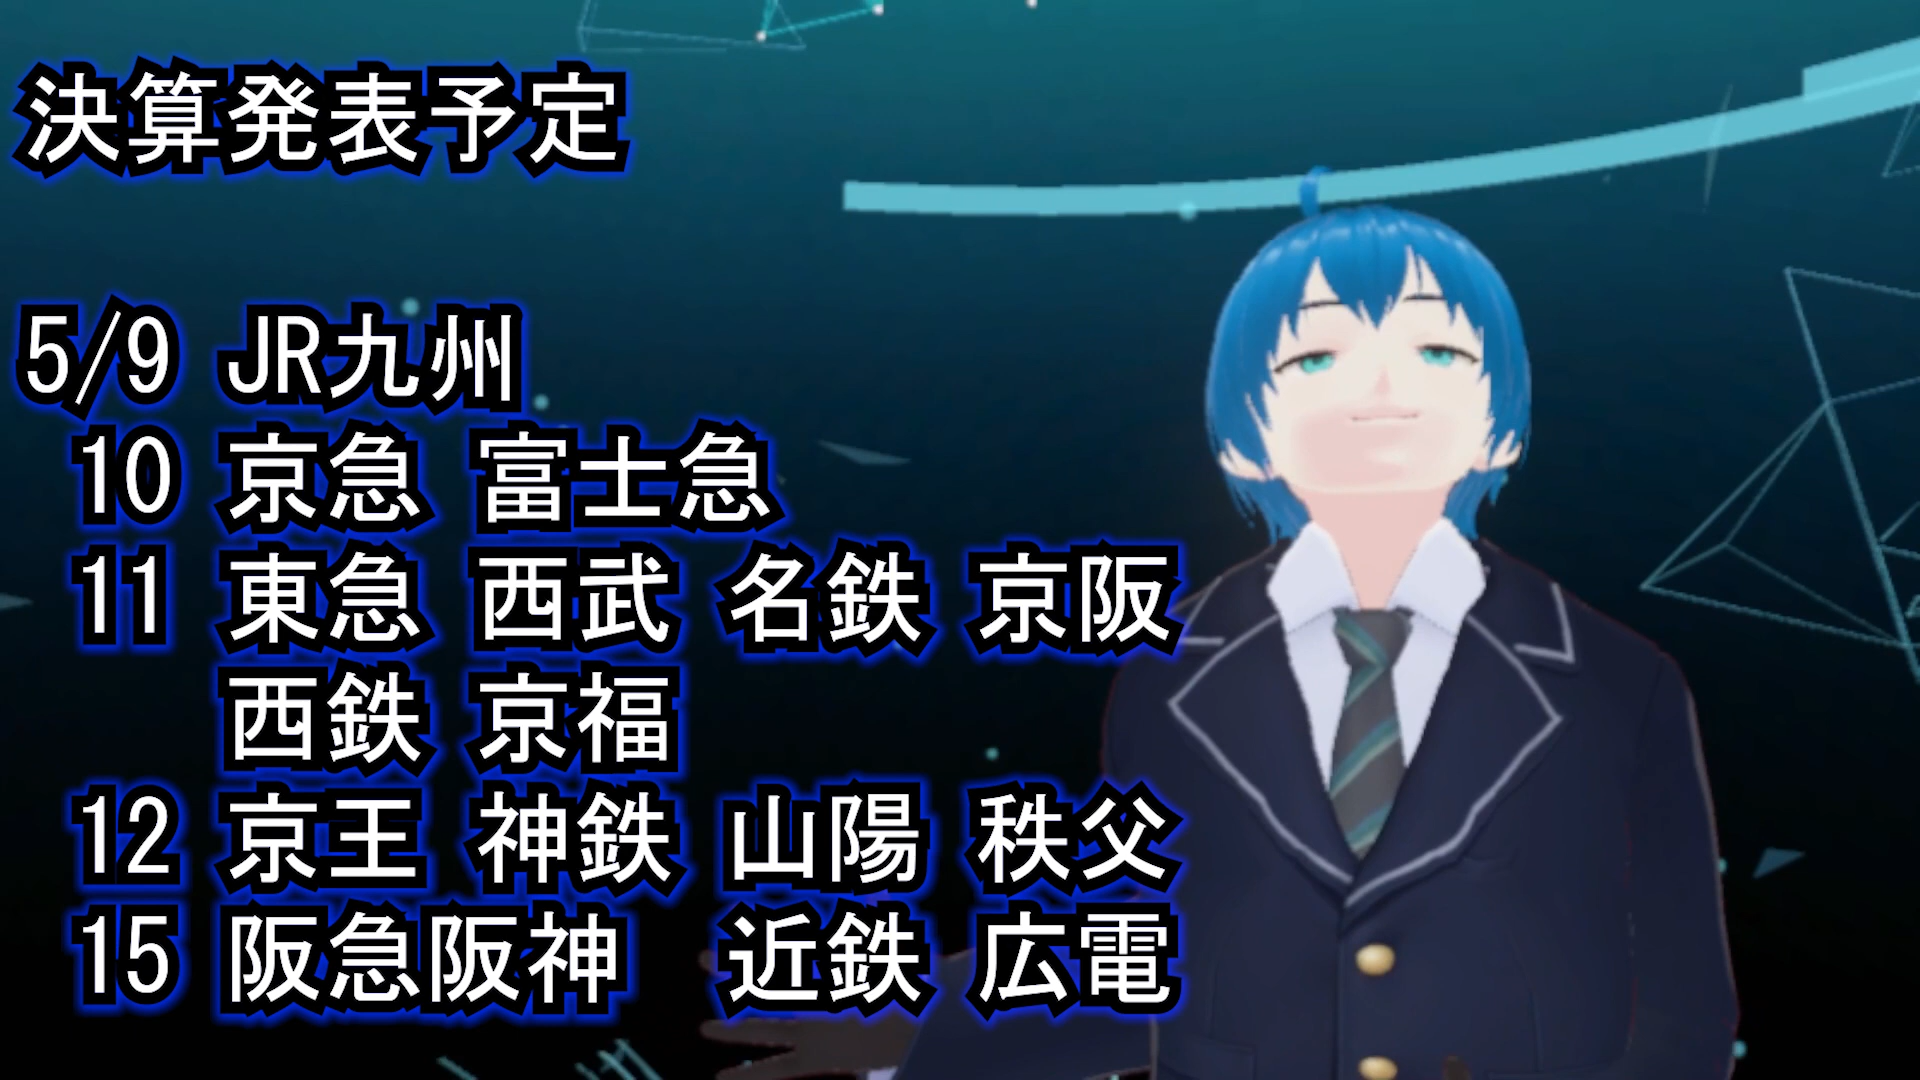 決算発表予定
5/9 JR九州
10 京急 富士急
11 東急 西武 名鉄 京阪
西鉄 京福
12 京王 神鉄 山陽 秩父
15 阪急阪神 近鉄 広電